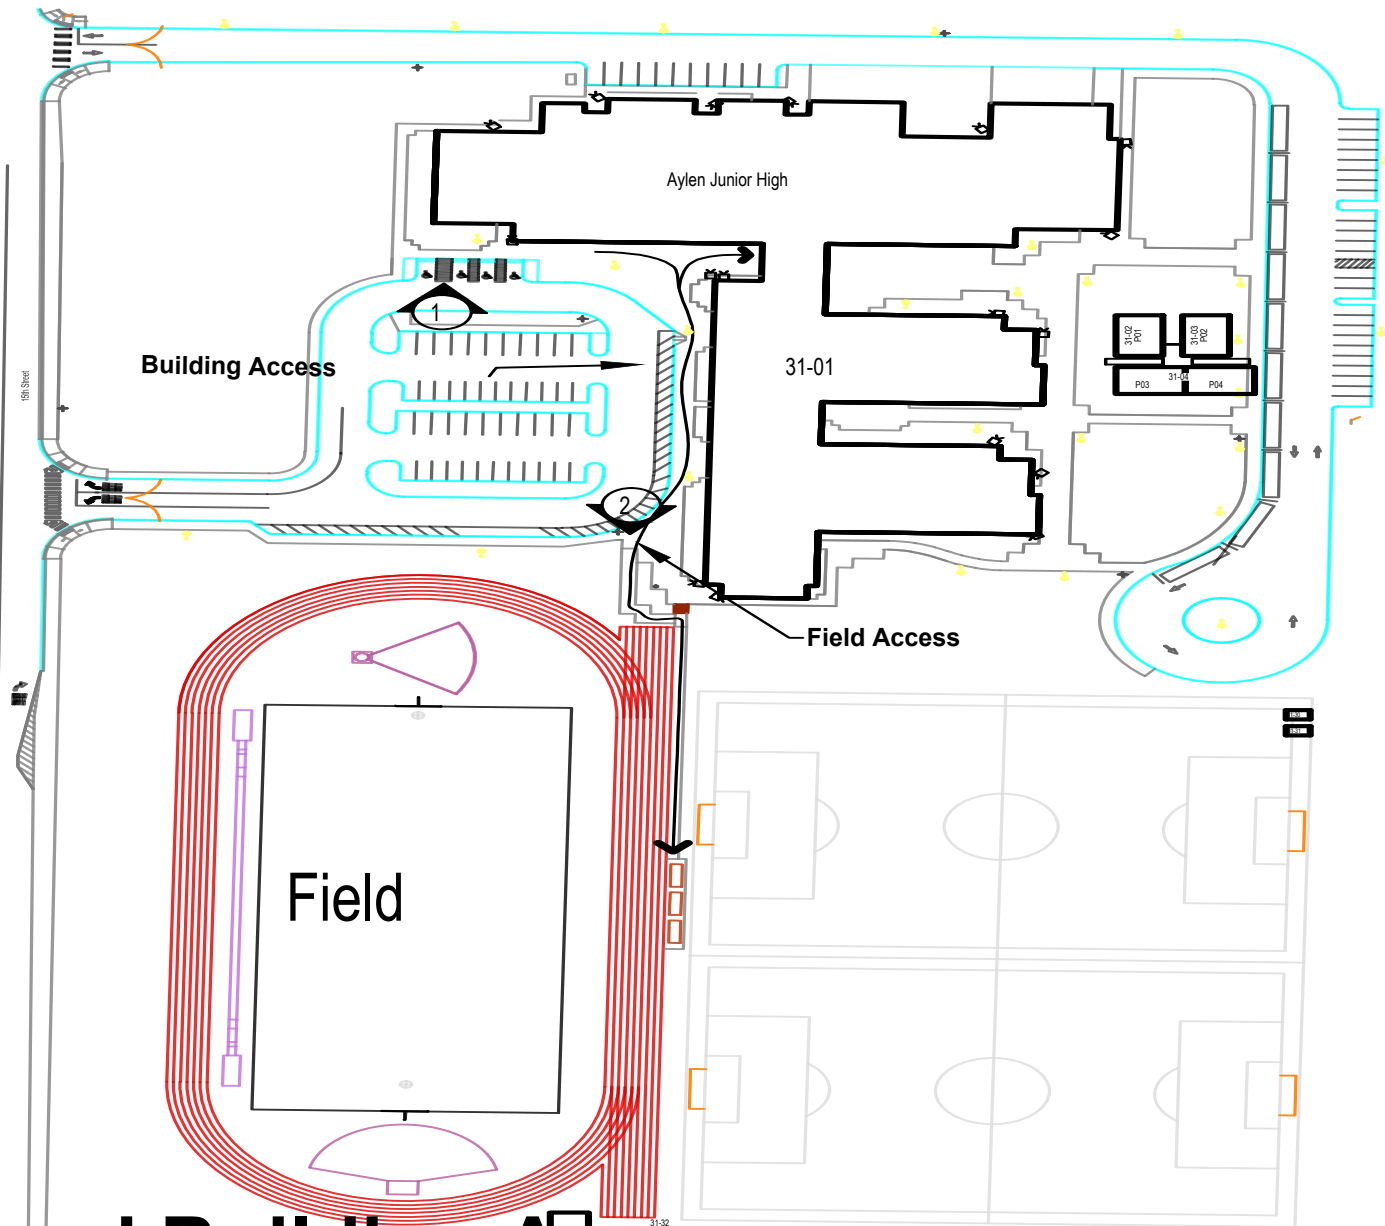 Aylen Junior High
1
Building Access
31-01
31-02
P01
31-03
P02
31-04
P03
P04
15th Street
2
Field Access
Field
31-32